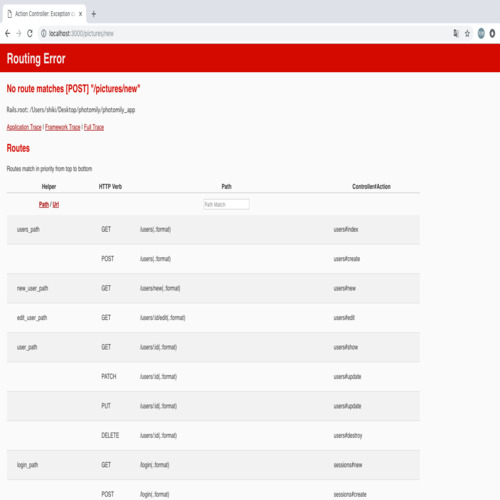 Action Controller: Exception ca
localhost:3000/pictures/new
Routing Error
No route matches [POST] "/pictures/new"
Rails.root: /Users/shiki/Desktop/photomily/photomily_app
Application Trace | Framework Trace | Full Trace
Routes
Routes match in priority from top to bottom
Helper HTTP Verb Path Controller#Action
Path / Url Path Match
users_path GET /users(.:format) users#index
POST /users(.:format) users#create
new_user_path GET /users/new(.:format) users#new
edit_user_path GET /users/:id/edit(.:format) users#edit
user_path GET /users/:id(.:format) users#show
PATCH /users/:id(.:format) users#update
PUT /users/:id(.:format) users#update
DELETE /users/:id(.:format) users#destroy
login_path GET /login(.:format) sessions#new
POST /login(.:format) sessions#create